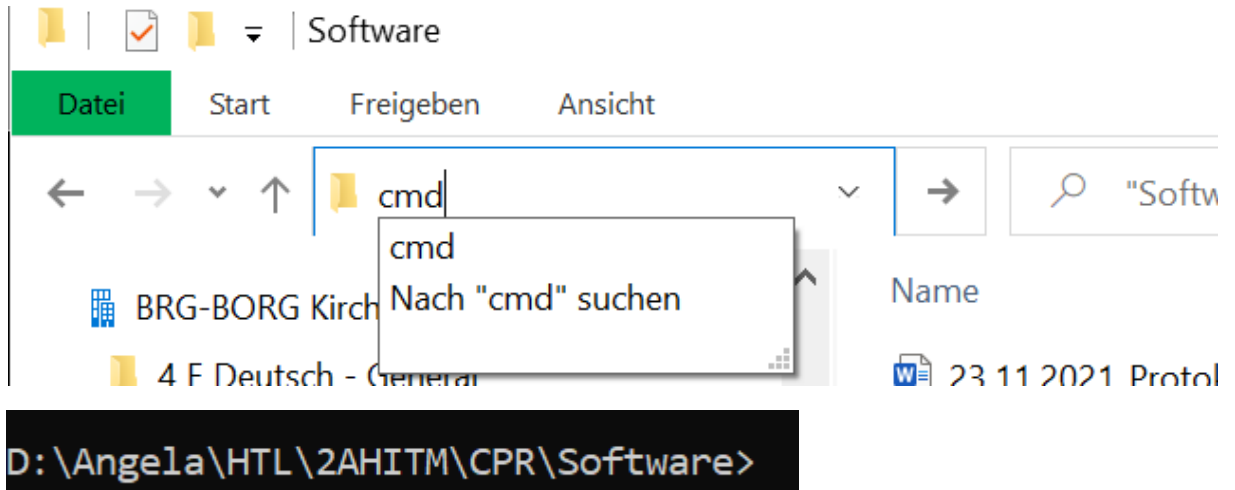 Software
Datei Start Freigeben Ansicht
cmd
"Softw
cmd
Nach "cmd" suchen
Name
BRG-BORG Kirch
4 F Deutsch - General
23 11 2021 Protol
D:\Angela\HTL\2AHITM\CPR\Software>